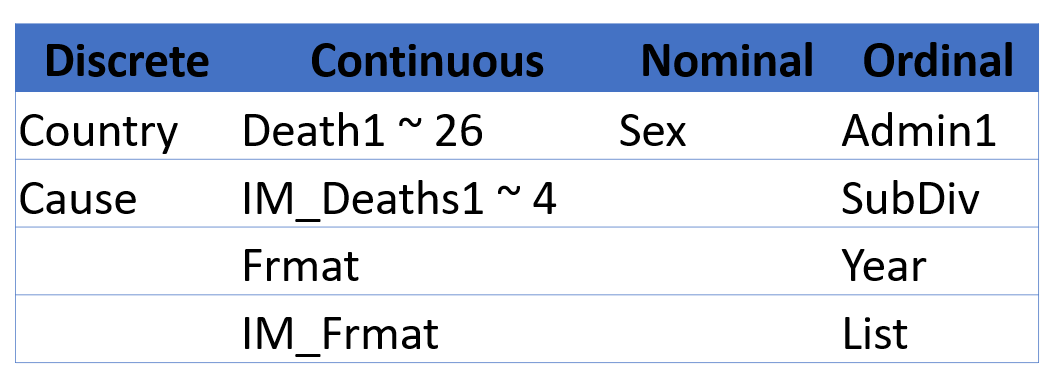 Discrete Continuous Nominal Ordinal
Country Death1 ~ 26 Sex Admin1
Cause IM_Deaths1 ~ 4 SubDiv
Frmat Year
IM_Frmat List